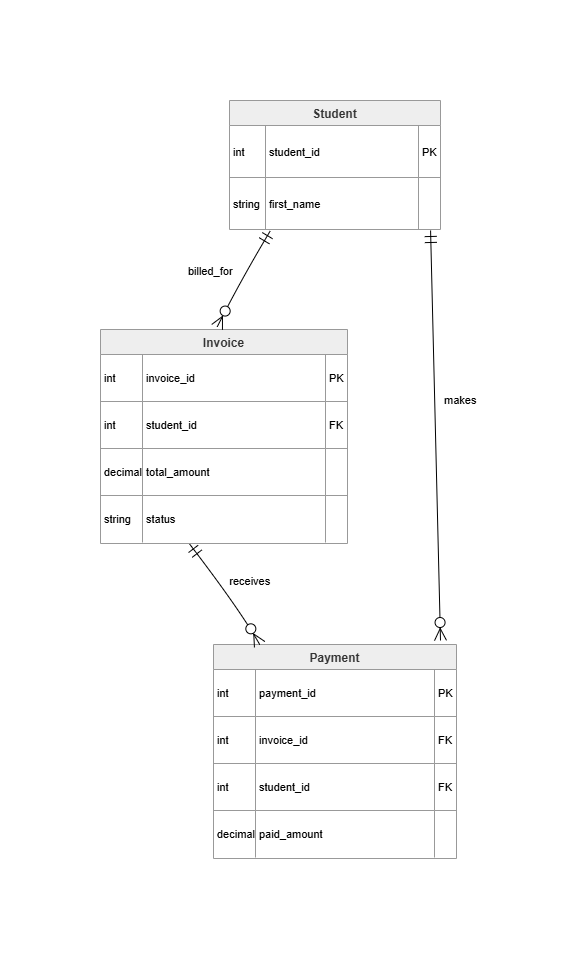 Student
int student_id PK
string first_name
billed_for
makes
Invoice
int invoice_id PK
int student_id FK
decimal total_amount
string status
receives
Payment
int payment_id PK
int invoice_id FK
int student_id FK
decimal paid_amount